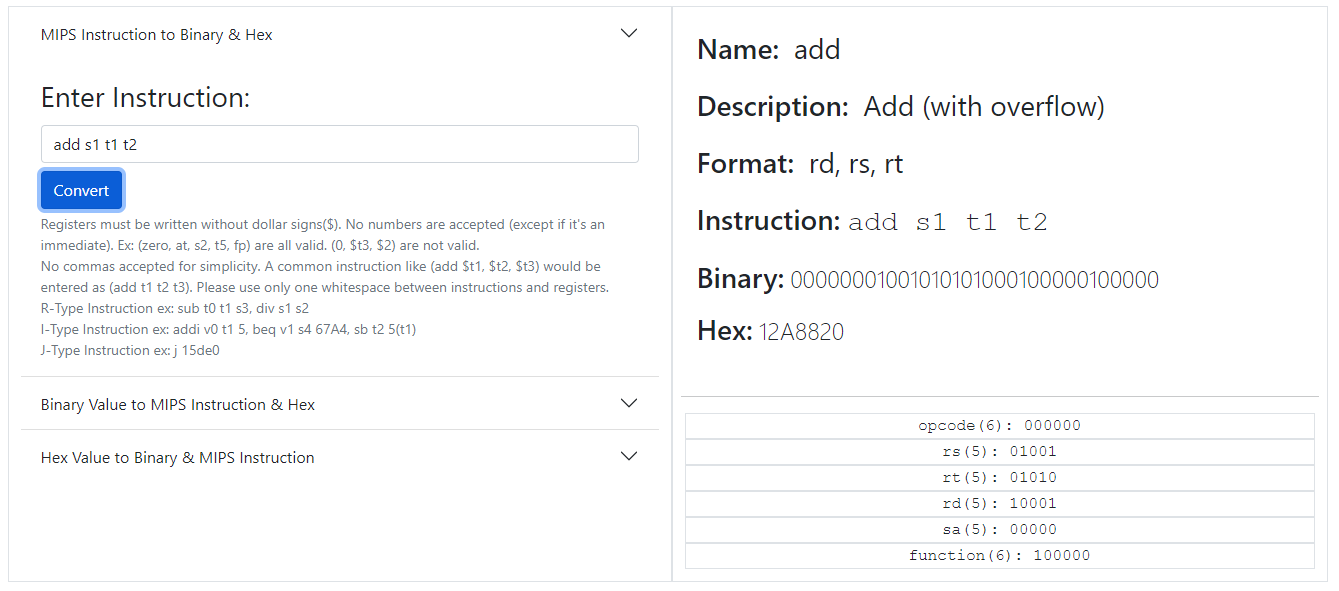 MIPS Instruction to Binary & Hex
Enter Instruction:
add s1 t1 t2
Convert
Registers must be written without dollar signs($). No numbers are accepted (except if it's an
immediate). Ex: (zero, at, s2, t5, fp) are all valid. (0, $t3, $2) are not valid.
No commas accepted for simplicity. A common instruction like (add $t1, $t2, $t3) would be
entered as (add t1 t2 t3). Please use only one whitespace between instructions and registers.
R-Type Instruction ex: sub t0 t1 s3, div s1 s2
I-Type Instruction ex: addi v0 t1 5, beq v1 s4 67A4, sb t2 5(t1)
J-Type Instruction ex: j 15de0
Binary Value to MIPS Instruction & Hex
Hex Value to Binary & MIPS Instruction
Name: add
Description: Add (with overflow)
Format: rd, rs, rt
Instruction: add s1 t1 t2
Binary: 00000001001010101000100000100000
Hex: 12A8820
opcode(6): 000000
rs(5): 01001
rt(5): 01010
rd(5): 10001
sa(5): 00000
function(6): 100000